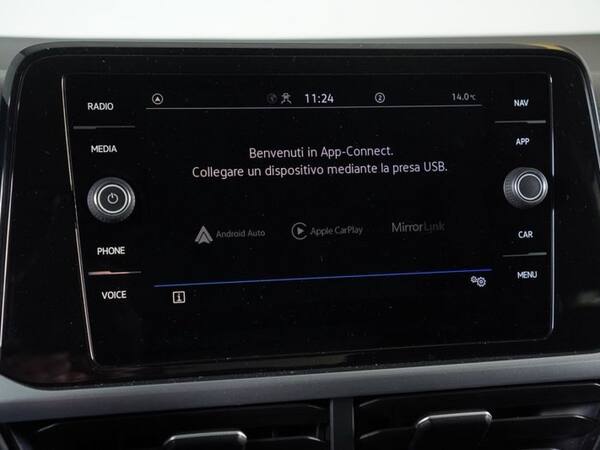 RADIO
11:24
2
14.0°C
NAV
MEDIA
APP
Benvenuti in App-Connect.
Collegare un dispositivo mediante la presa USB.
Android Auto
Apple CarPlay
MirrorLink
PHONE
CAR
VOICE
MENU